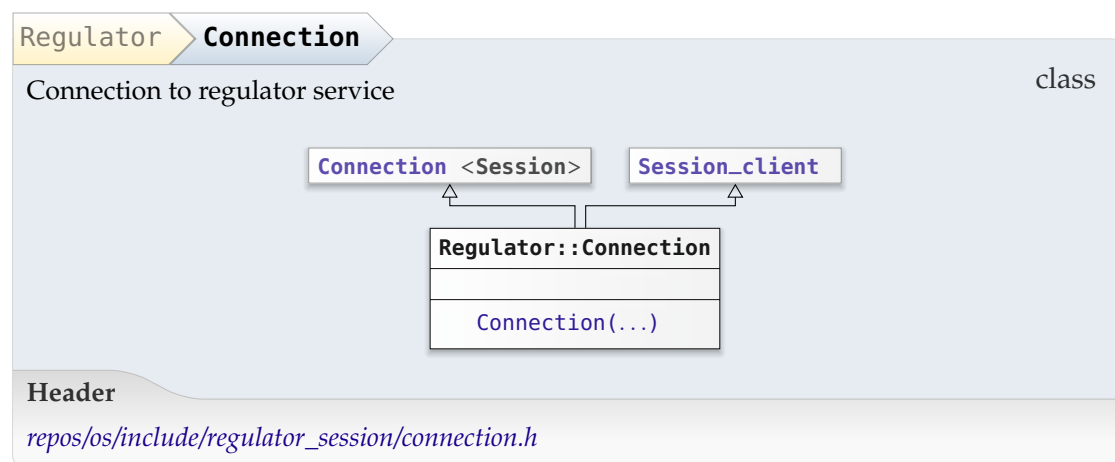 Regulator Connection
class
Connection to regulator service
Connection <Session> Session_client
Regulator::Connection
Connection(...)
Header
repos/os/include/regulator_session/connection.h